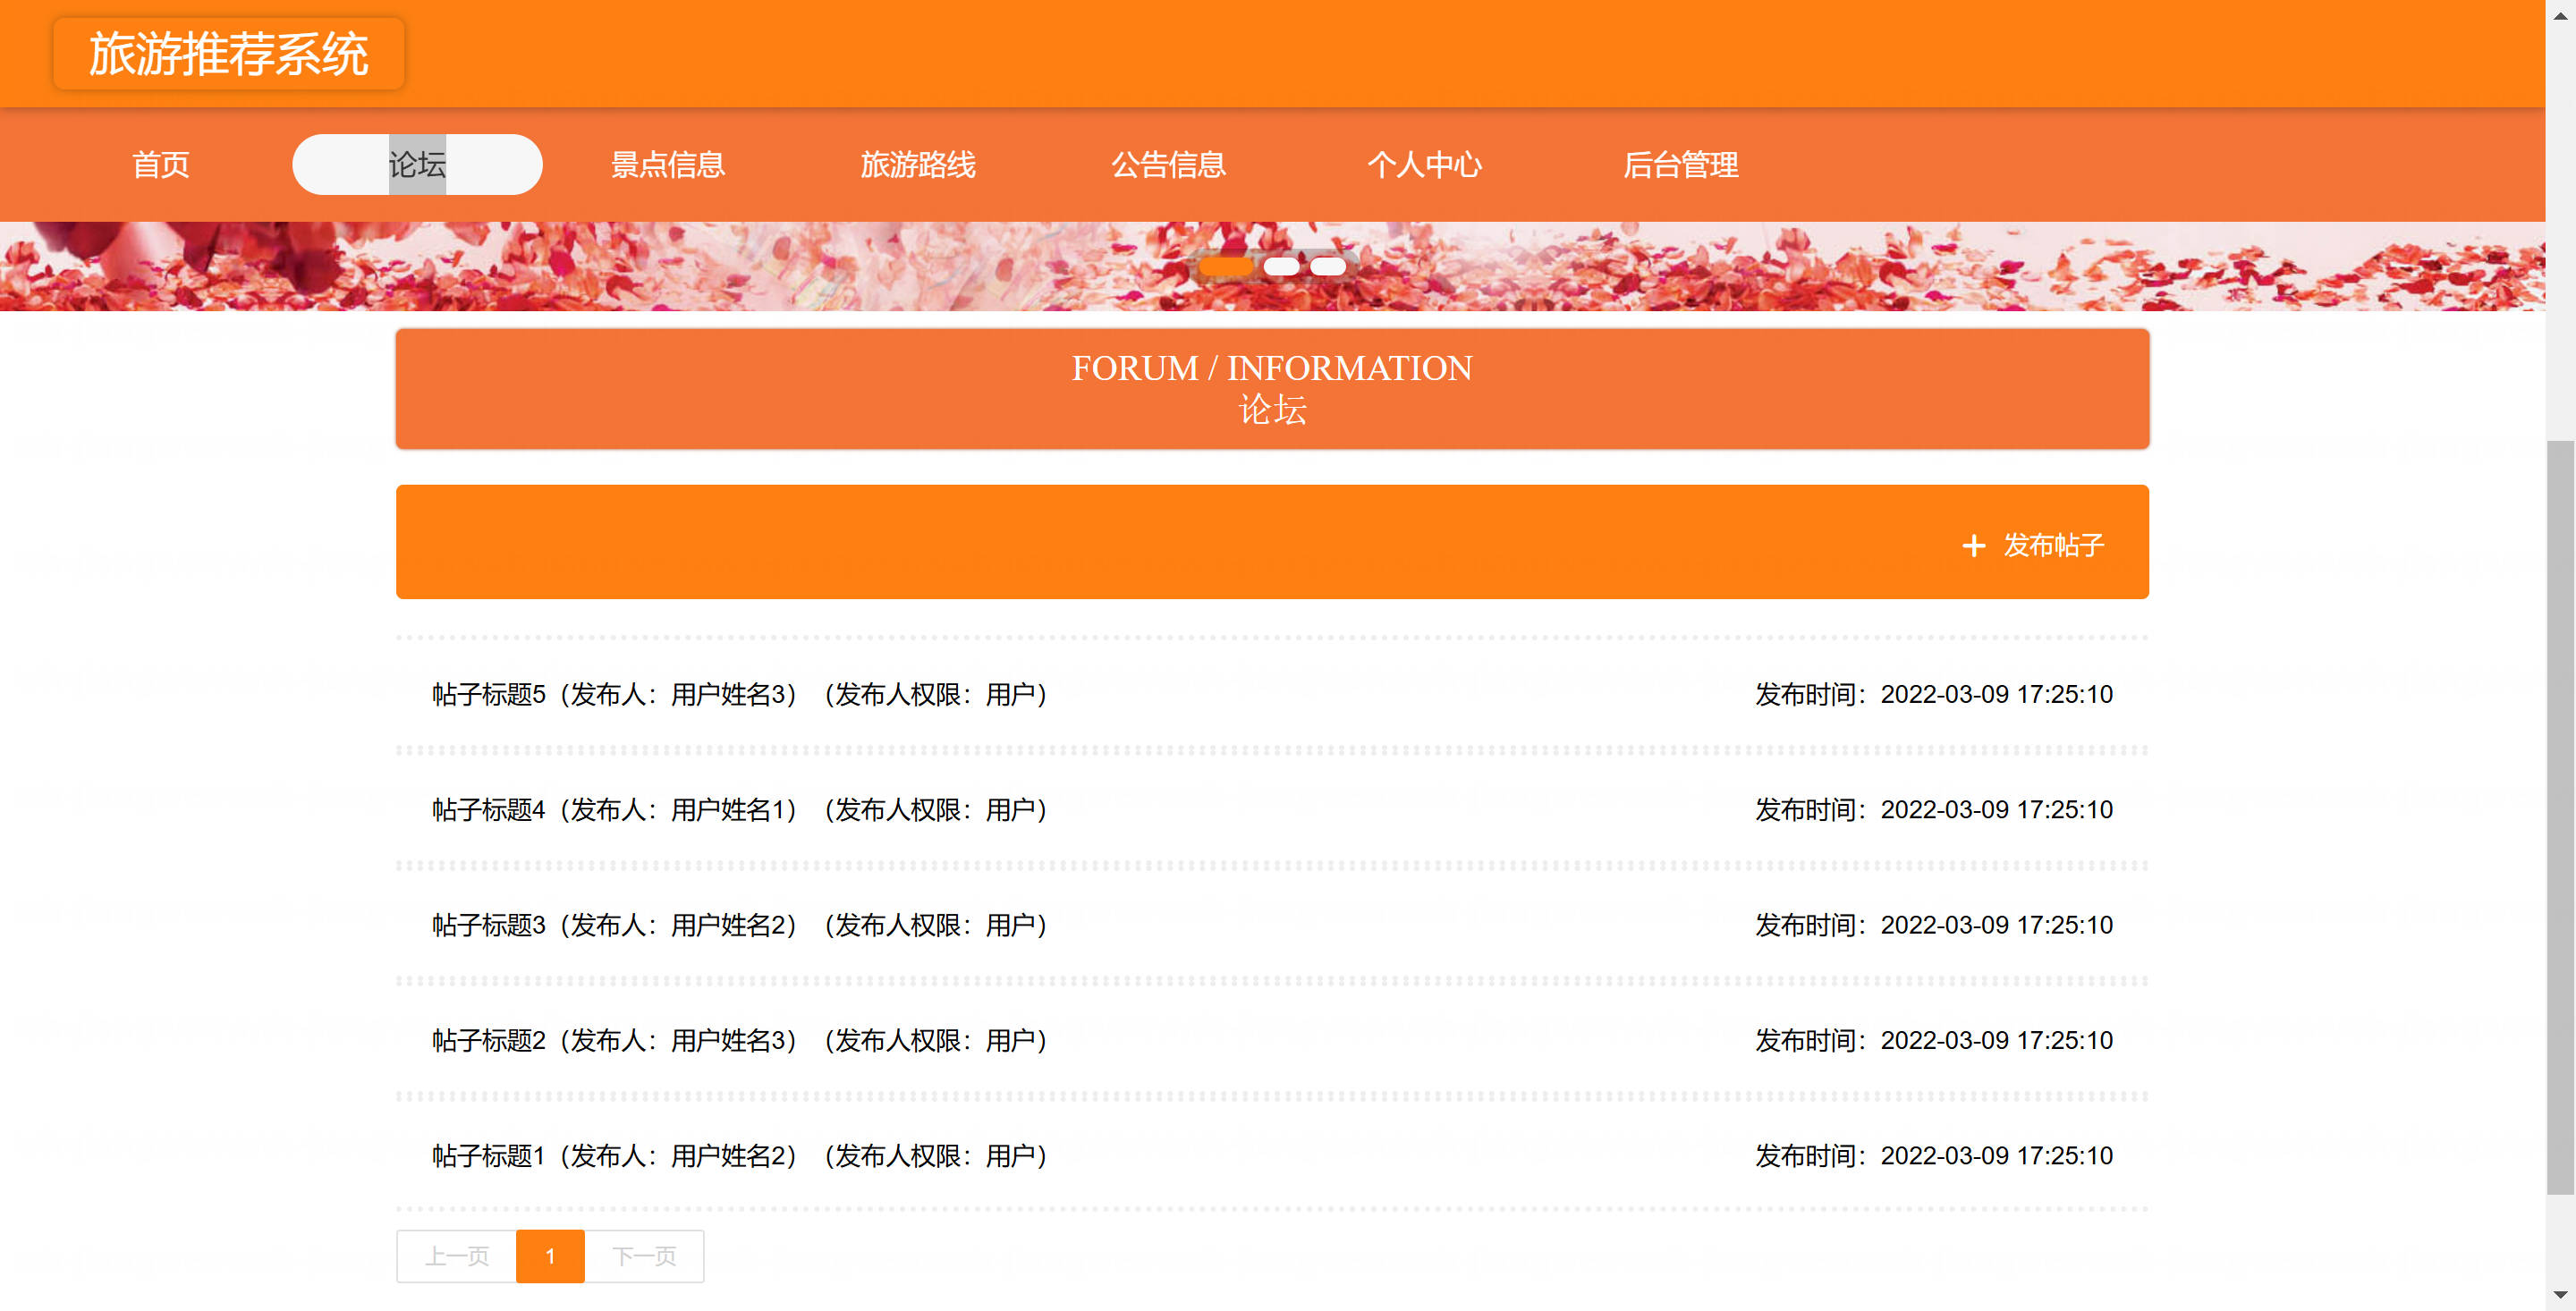 旅游推荐系统
首页 论坛 景点信息 旅游路线 公告信息 个人中心 后台管理
FORUM / INFORMATION
论坛
+ 发布帖子
帖子标题5（发布人：用户姓名3）（发布人权限：用户） 发布时间：2022-03-09 17:25:10
帖子标题4（发布人：用户姓名1）（发布人权限：用户） 发布时间：2022-03-09 17:25:10
帖子标题3（发布人：用户姓名2）（发布人权限：用户） 发布时间：2022-03-09 17:25:10
帖子标题2（发布人：用户姓名3）（发布人权限：用户） 发布时间：2022-03-09 17:25:10
帖子标题1（发布人：用户姓名2）（发布人权限：用户） 发布时间：2022-03-09 17:25:10
上一页 1 下一页